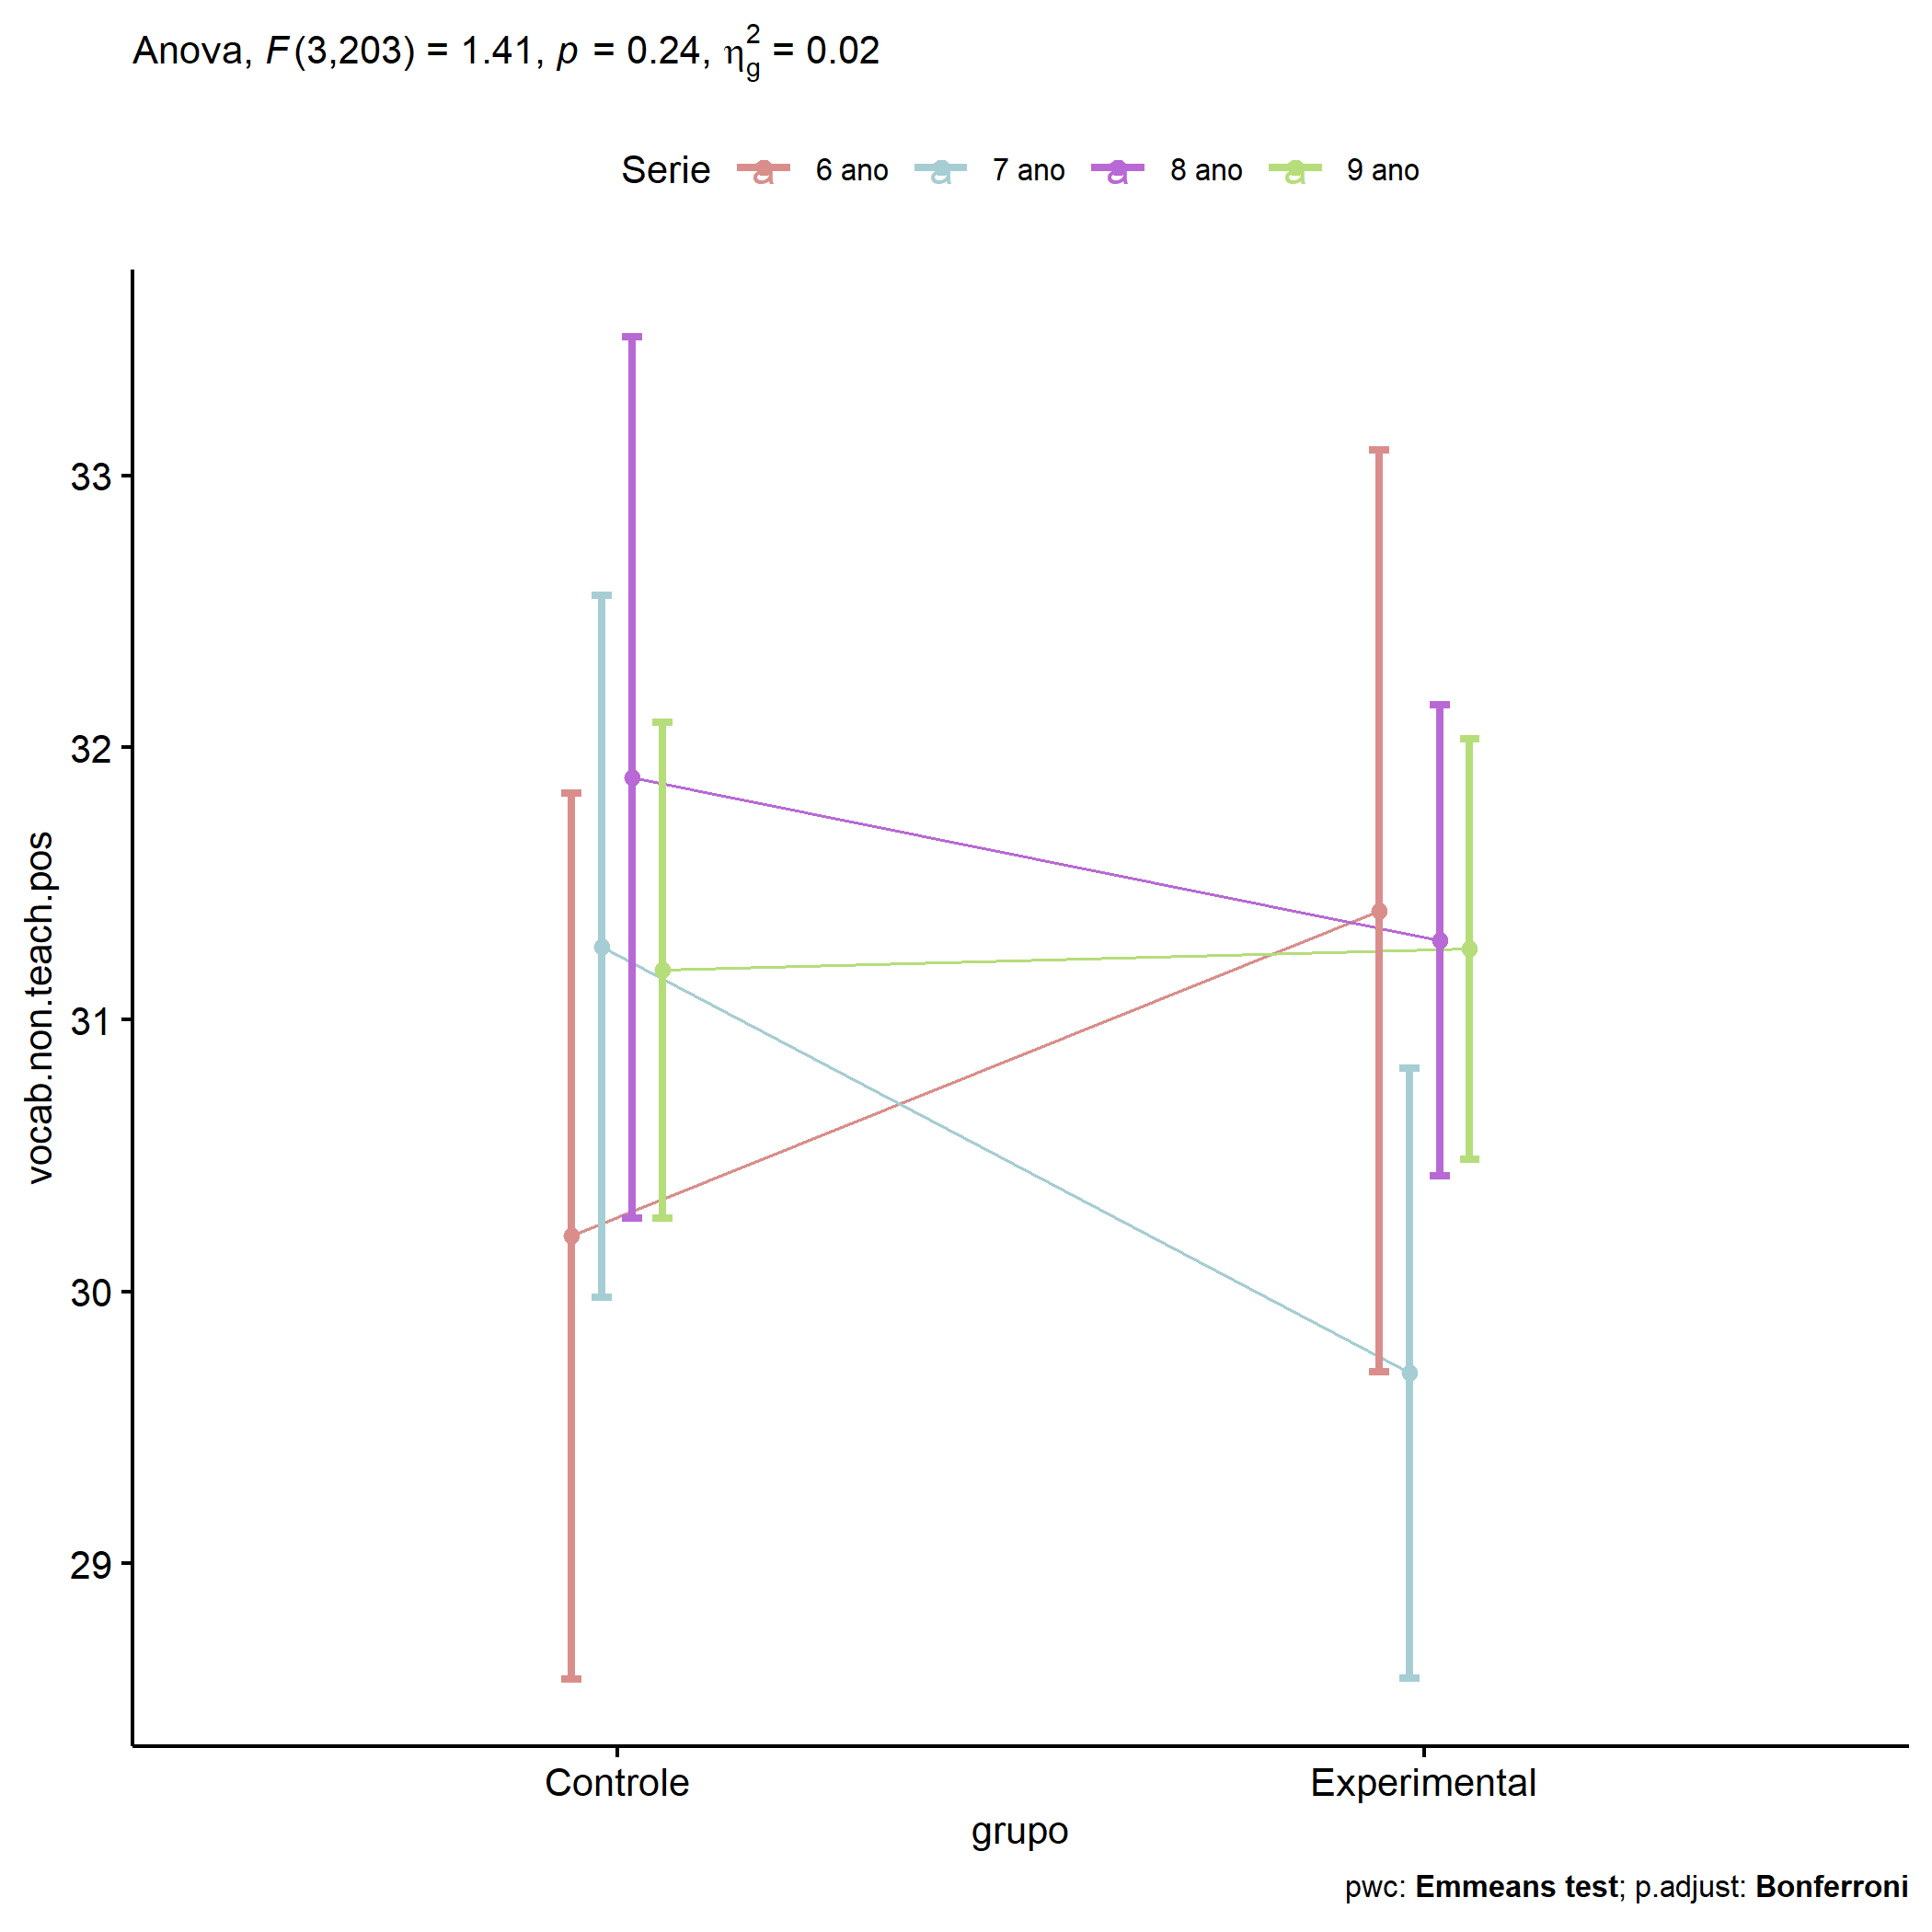 Anova, F(3,203) = 1.41, p = 0.24, η²g = 0.02
Serie a 6 ano a 7 ano a 8 ano a 9 ano
33
32
31
30
29
vocab.non.teach.pos
Controle Experimental
grupo
pwc: Emmeans test; p.adjust: Bonferroni